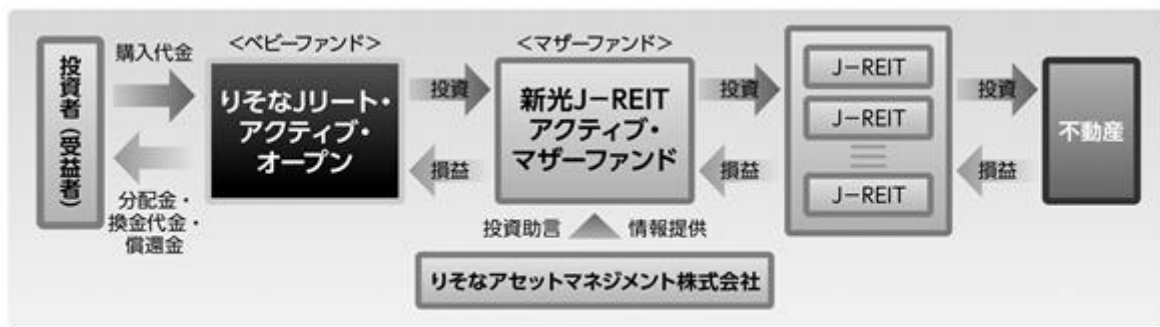 投資者（受益者）
購入代金
分配金・
換金代金・
償還金
＜ベビーファンド＞
りそなJリート・
アクティブ・
オープン
投資
損益
＜マザーファンド＞
新光J－REIT
アクティブ・
マザーファンド
投資助言
情報提供
りそなアセットマネジメント株式会社
投資
損益
J－REIT
J－REIT
J－REIT
投資
損益
不動産